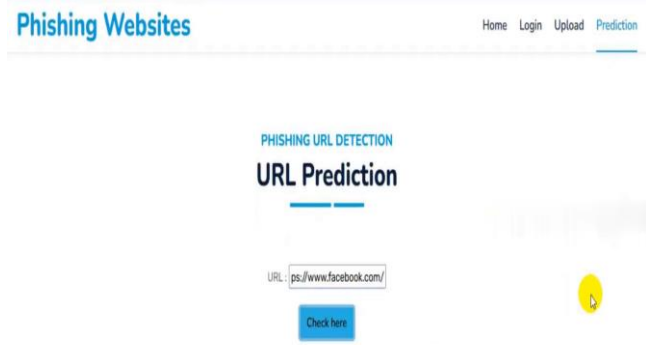 Phishing Websites
Home Login Upload Prediction
PHISHING URL DETECTION
URL Prediction
URL : ps://www.facebook.com/
Check here